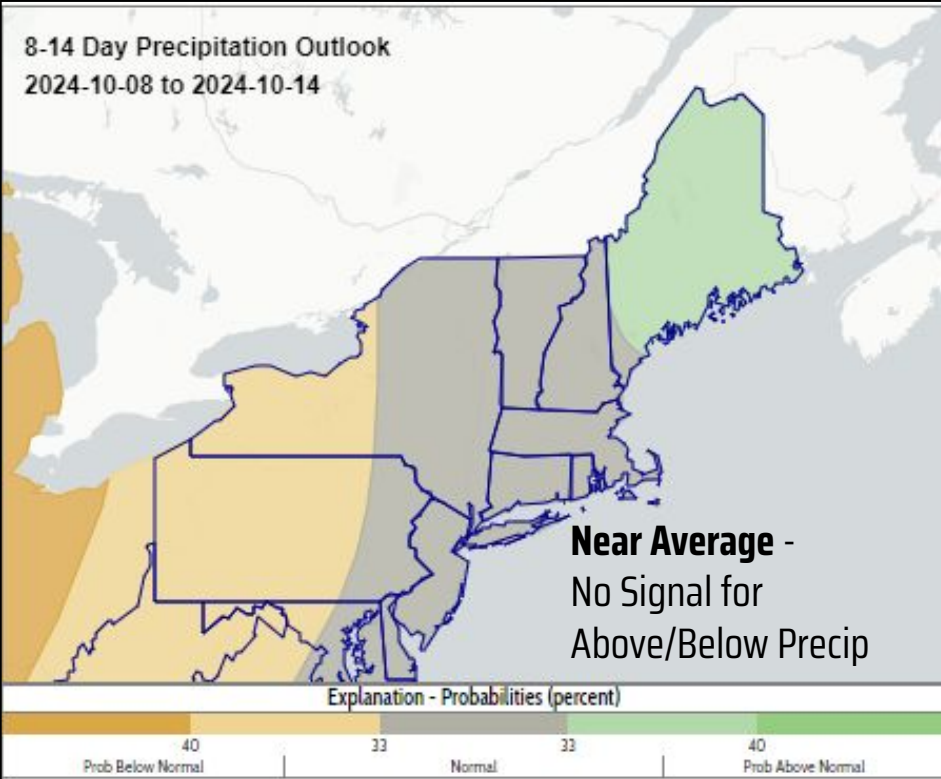 8-14 Day Precipitation Outlook
2024-10-08 to 2024-10-14
Near Average -
No Signal for
Above/Below Precip
Explanation - Probabilities (percent)
40 33 33 40
Prob Below Normal Normal Prob Above Normal